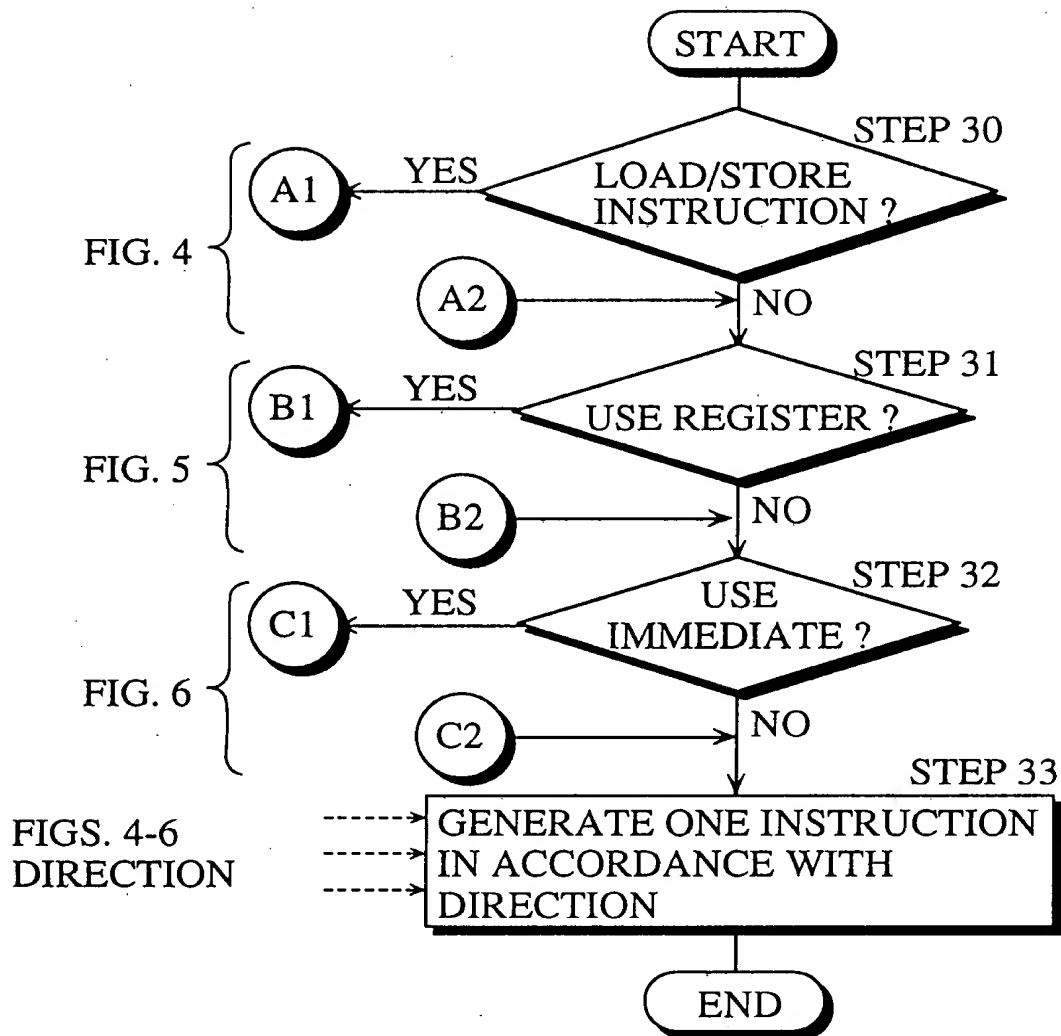 START
STEP 30
LOAD/STORE
INSTRUCTION ?
YES
A1
FIG. 4
A2
NO
STEP 31
USE REGISTER ?
YES
B1
FIG. 5
B2
NO
STEP 32
USE
IMMEDIATE ?
YES
C1
FIG. 6
C2
NO
STEP 33
FIGS. 4-6
DIRECTION
GENERATE ONE INSTRUCTION
IN ACCORDANCE WITH
DIRECTION
END